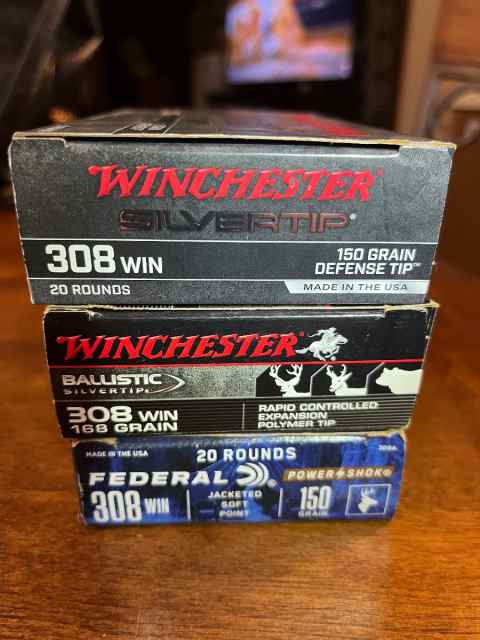 WINCHESTER
SILVERTIP®
308 WIN
150 GRAIN
DEFENSE TIP™
20 ROUNDS
MADE IN THE USA
WINCHESTER
BALLISTIC
SILVERTIP
308 WIN
168 GRAIN
RAPID CONTROLLED
EXPANSION
POLYMER TIP
MADE IN THE USA
20 ROUNDS
308A
FEDERAL
POWER SHOK®
308 WIN
JACKETED
SOFT
POINT
150
GRAIN